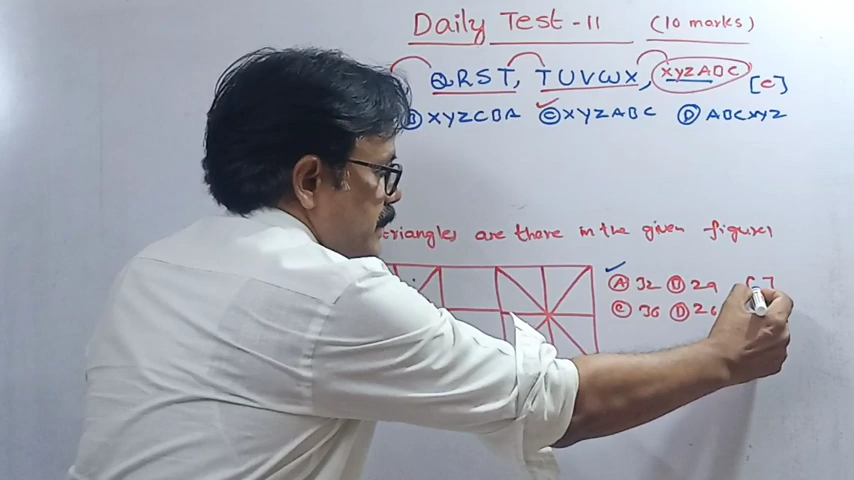 Daily Test - 11 (10 marks)
QRST, TUVWX, XYZABC [C]
(B) XYZCBA (C) XYZABC (D) ABCXYZ
triangles are there in the given figures
(A) 32 (B) 29 [ ]
(C) 36 (D) 26